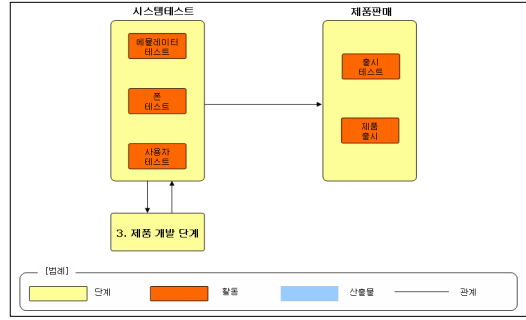 시스템테스트
제품판매
에뮬레이터
테스트
폰
테스트
사용자
테스트
출시
테스트
제품
출시
3. 제품 개발 단계
[범례]
단계
활동
산출물
관계